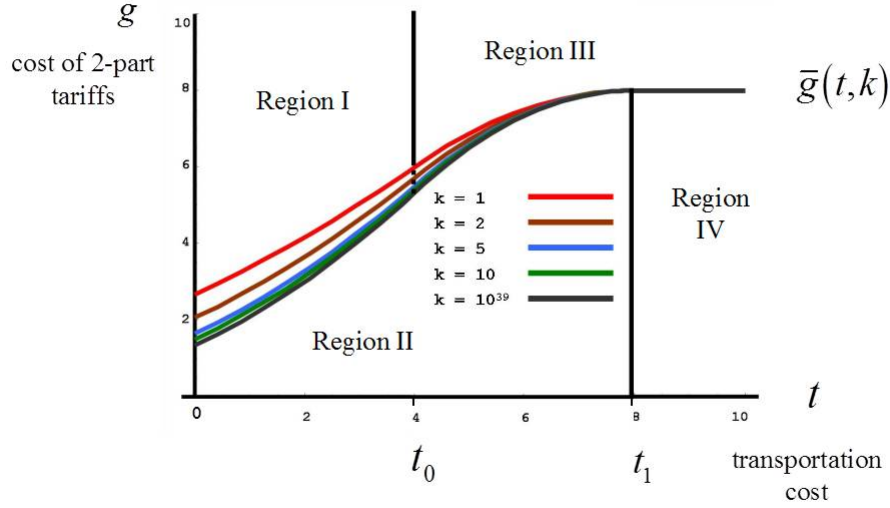 g
cost of 2-part
tariffs
10
8
6
4
2
0
2
4
6
8
10
Region I
Region III
Region II
Region
IV
ḡ(t,k)
k = 1
k = 2
k = 5
k = 10
k = 10³⁹
t
t₀
t₁
transportation
cost